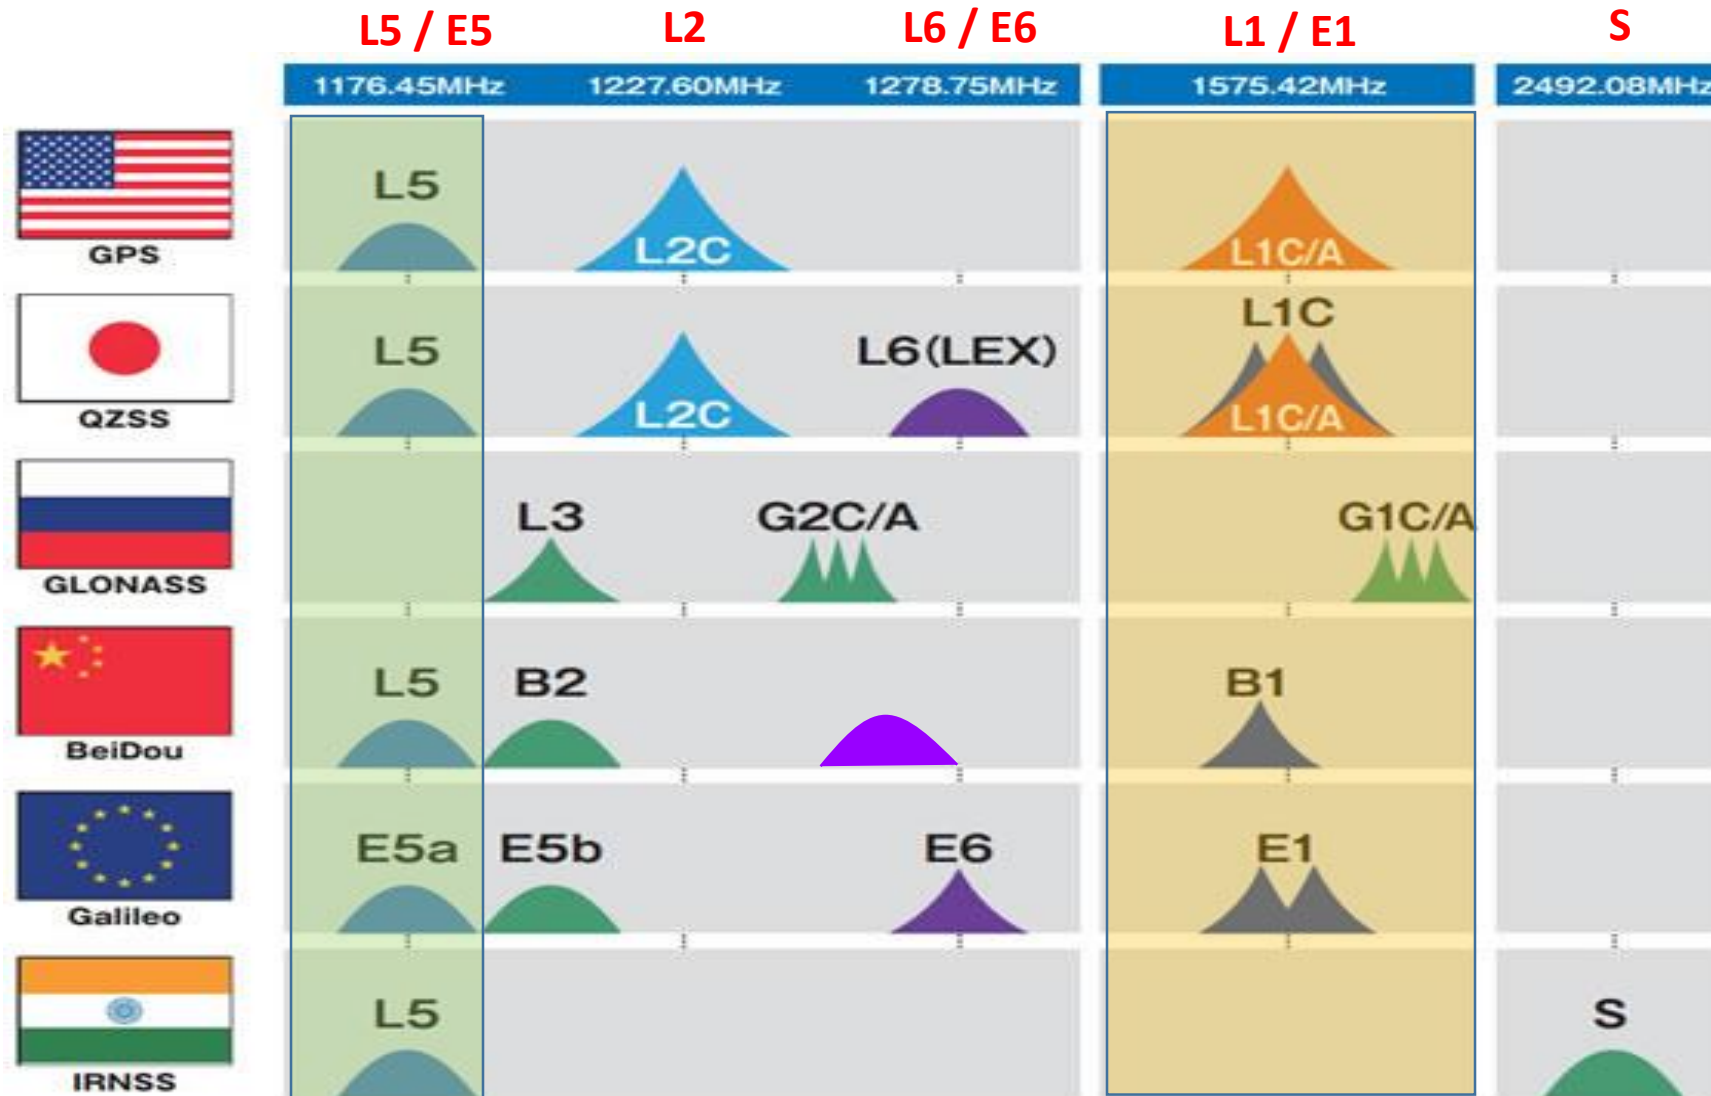 L5 / E5 L2 L6 / E6 L1 / E1 S
1176.45MHz 1227.60MHz 1278.75MHz 1575.42MHz 2492.08MHz
L5
L2C L1C/A
GPS
L1C
L5 L6(LEX)
L2C L1C/A
QZSS
L3 G2C/A G1C/A
GLONASS
L5 B2 B1
BeiDou
E5a E5b E6 E1
Galileo
L5 S
IRNSS